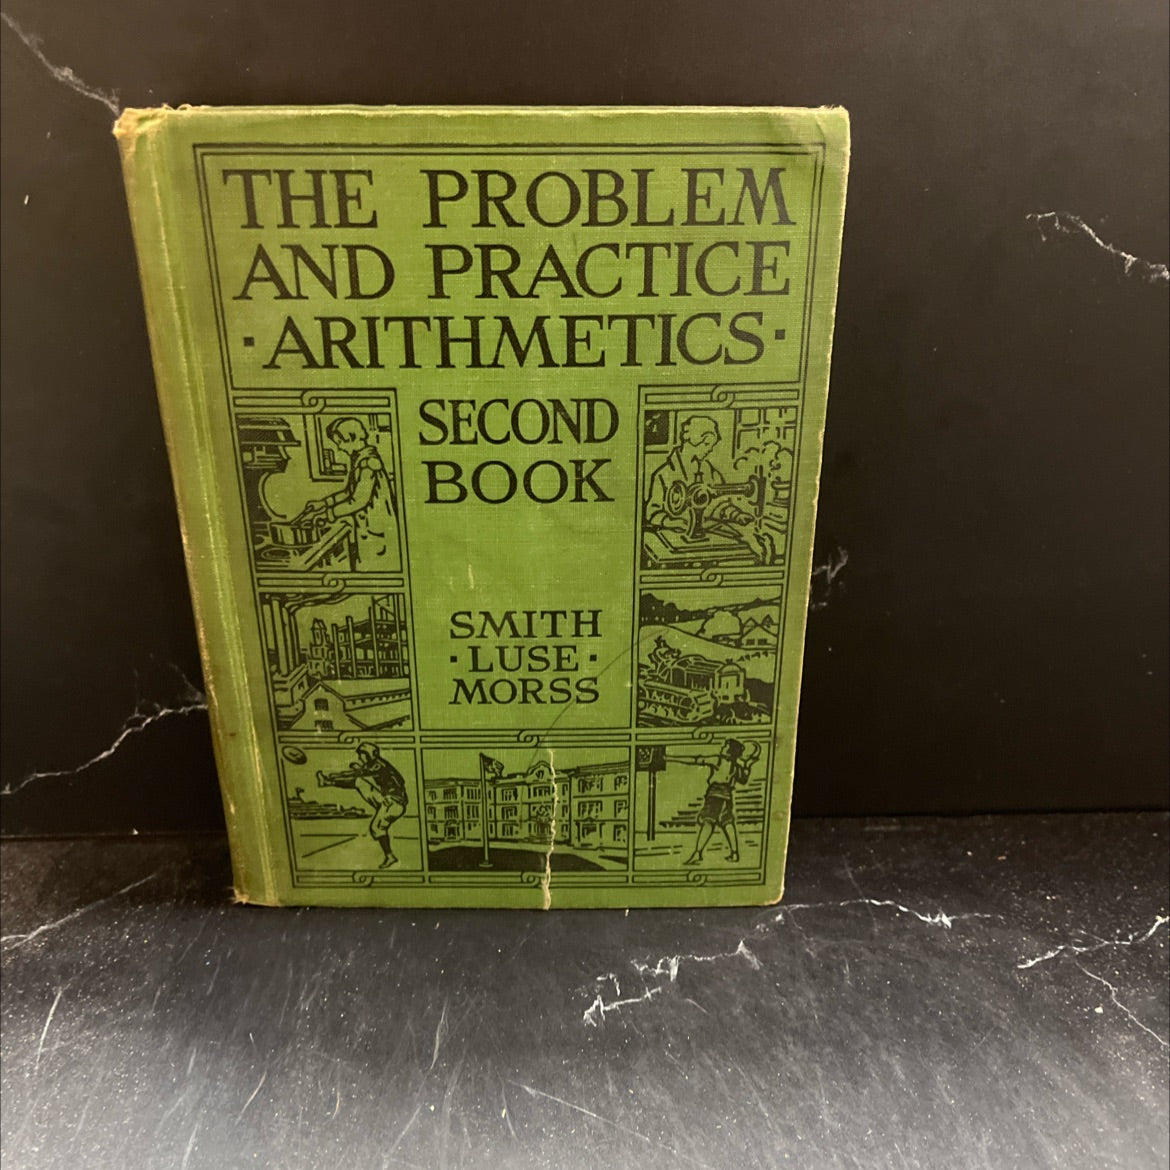 THE PROBLEM
AND PRACTICE
·ARITHMETICS·
SECOND
BOOK
SMITH
·LUSE·
MORSS